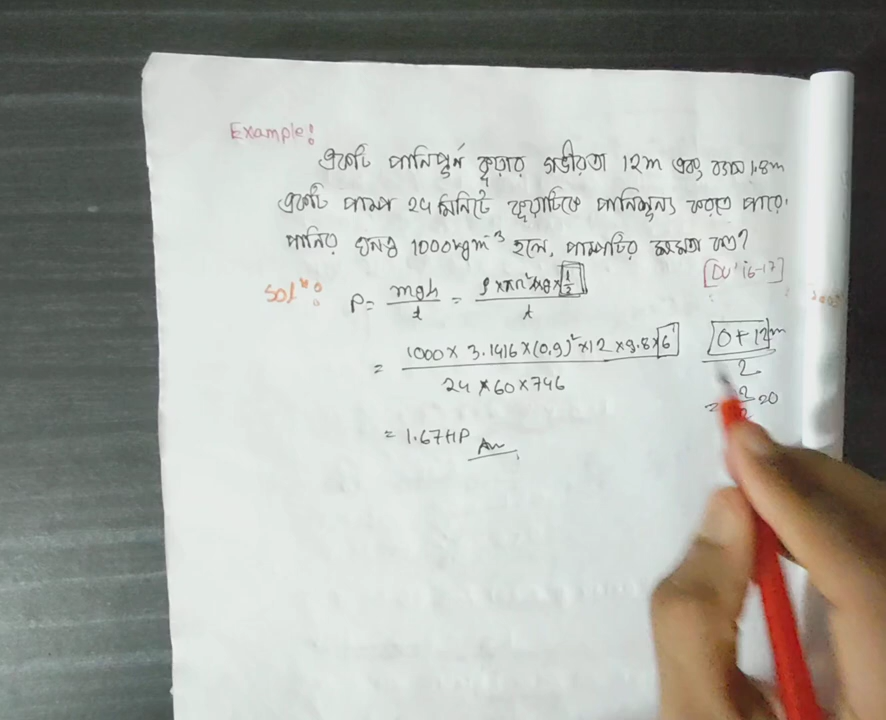 Example:
একটি পানিপূর্ন কূয়ার গভীরতা 12m এবং ব্যাস 1.8m
একটি পাম্প 24 মিনিটে কূয়াটিকে পানিশূন্য করতে পারে।
পানির ঘনত্ব 1000kgm⁻³ হলে, পাম্পটির ক্ষমতা কত?
[DU'16-17]
Solⁿ: P = mgh / t = ρ×πr²×g× h/2 / t
= 1000 × 3.1416 × (0.9)² × 12 × 9.8 × 6 / 24 × 60 × 746
0 + 12m / 2
= 1.67HP Ans